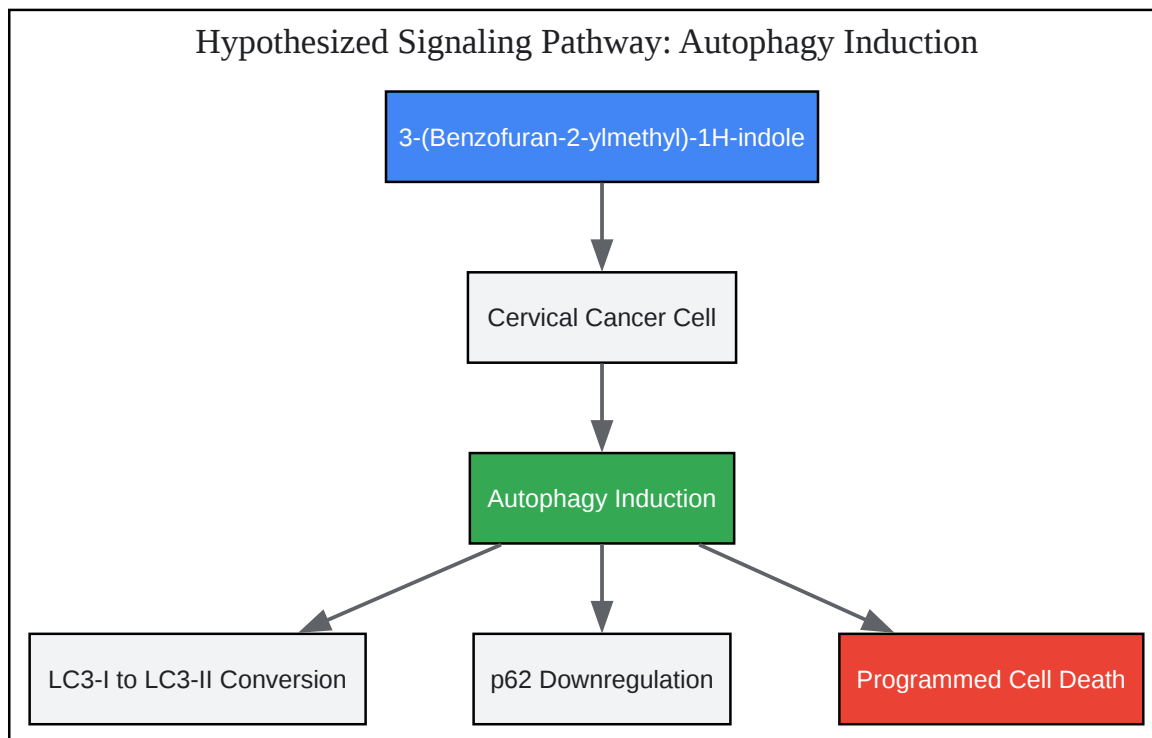 Hypothesized Signaling Pathway: Autophagy Induction
3-(Benzofuran-2-ylmethyl)-1H-indole
Cervical Cancer Cell
Autophagy Induction
LC3-I to LC3-II Conversion
p62 Downregulation
Programmed Cell Death